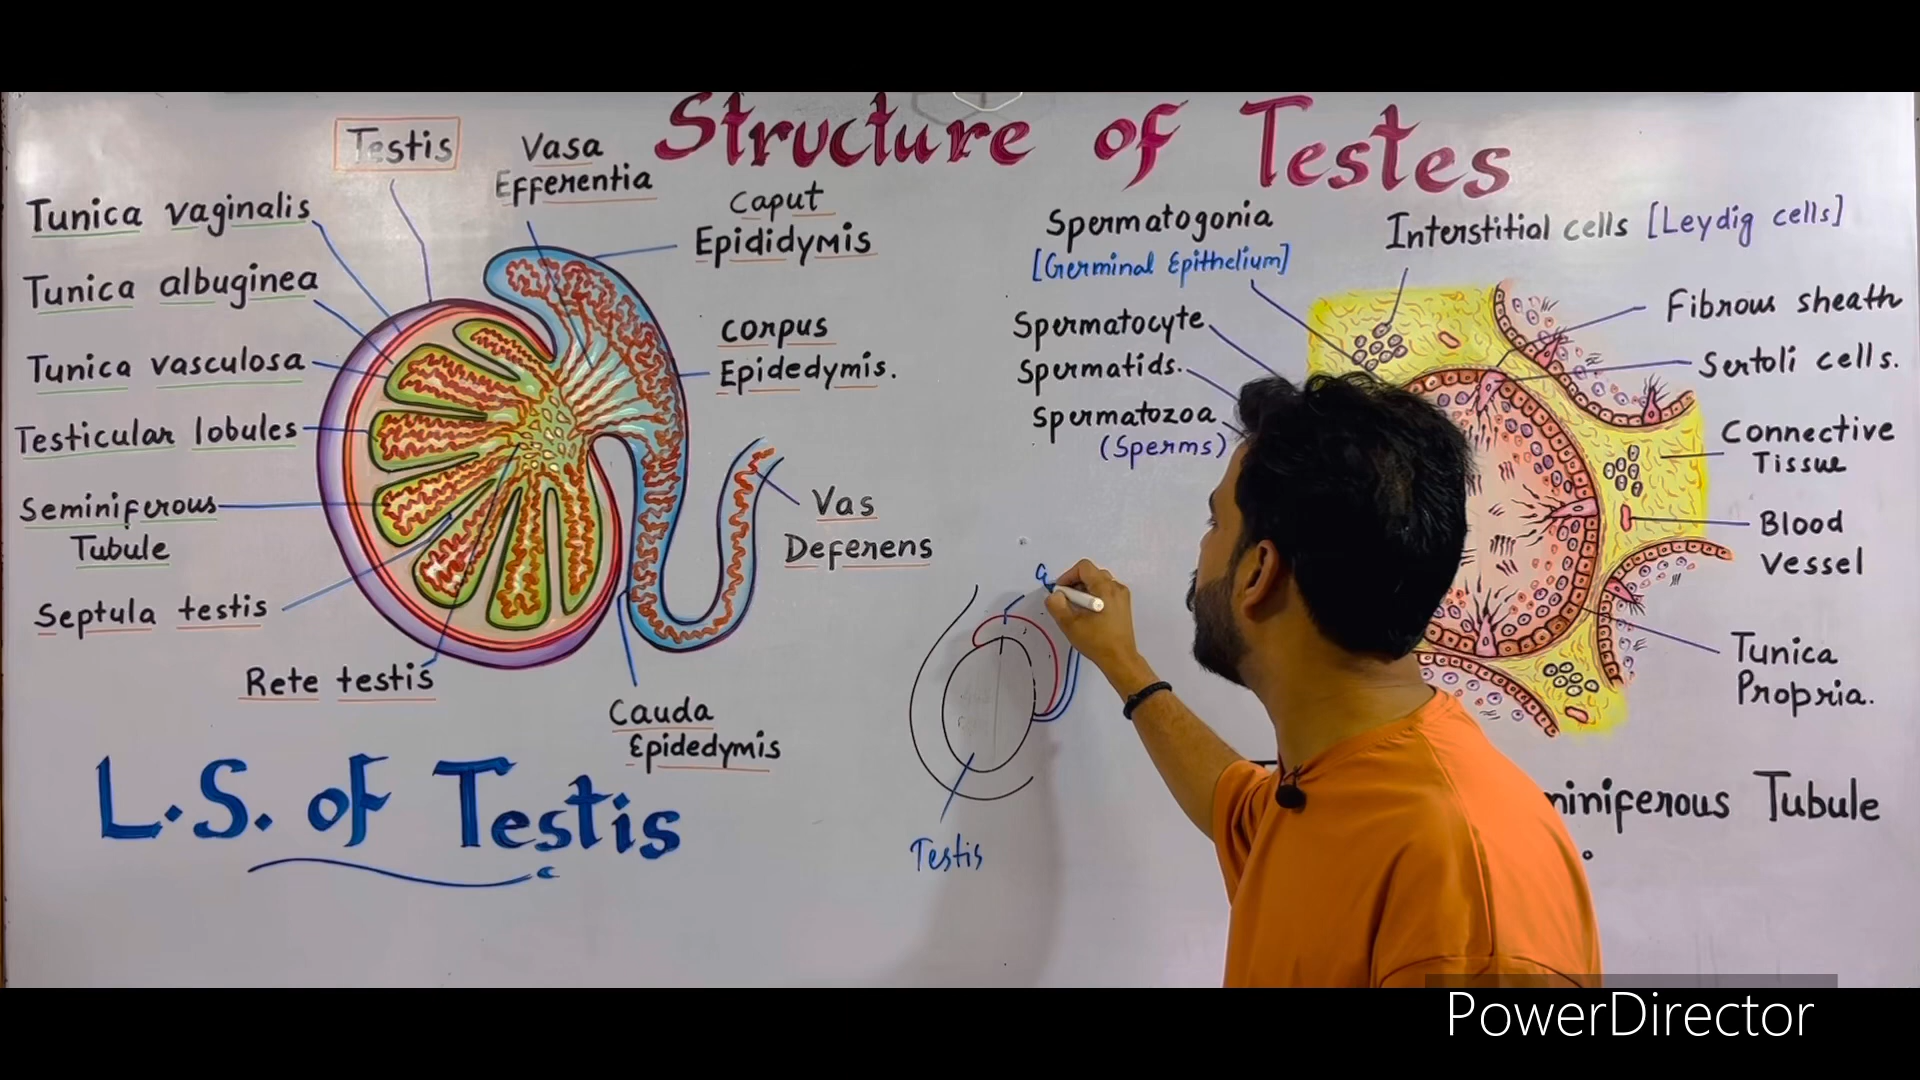 Structure of Testes
Testis
Vasa
Efferentia
Tunica vaginalis
Caput
Epididymis
Tunica albuginea
Corpus
Epidedymis.
Tunica vasculosa
Testicular lobules
Seminiferous
Tubule
Vas
Deferens
Septula testis
Rete testis
Cauda
Epidedymis
L.S. of Testis
Testis
Spermatogonia
[Germinal Epithelium]
Interstitial cells [Leydig cells]
Spermatocyte
Fibrous sheath
Spermatids.
Sertoli cells.
Spermatozoa
(Sperms)
Connective
Tissue
Blood
Vessel
Tunica
Propria.
miniferous Tubule
PowerDirector